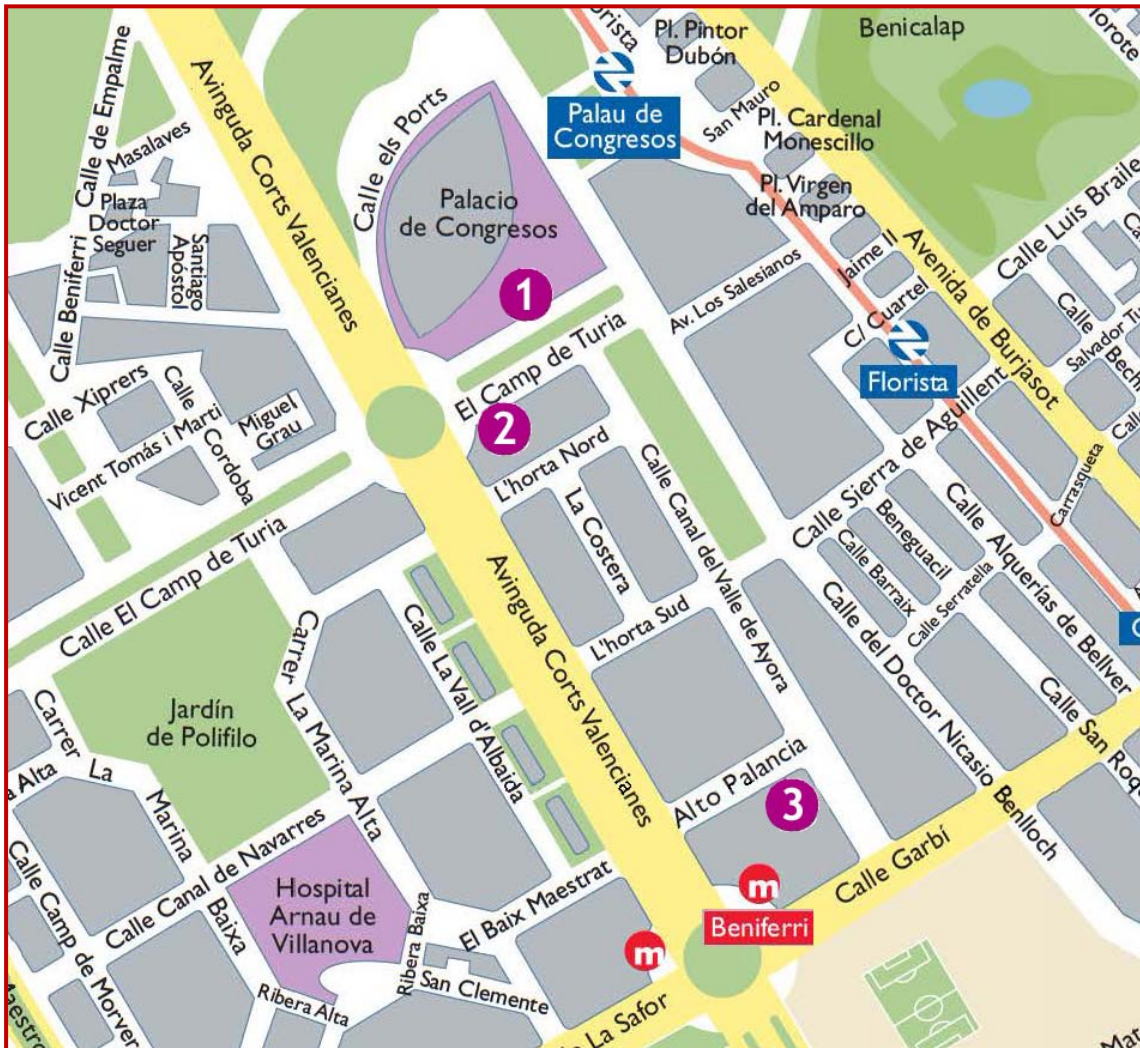 Calle de Empalme
Avinguda Corts Valencianes
Calle els Ports
Florista
Pl. Pintor
Dubón
Benicalap
Palau de
Congresos
San Mauro
Pl. Cardenal
Monescillo
Masalaves
Plaza
Doctor
Seguer
Santiago
Apostol
Calle Beniferri
Palacio
de Congresos
1
Pl. Virgen
del Amparo
Jaime II
C/ Cuartel
Avenida de Burjasot
Calle Luis Braile
Av. Los Salesianos
Florista
Calle
El Camp de Turia
2
Calle Xiprers
Calle Cordoba
Miguel
Grau
Vicent Tomás i Marti
L'horta Nord
La Costera
Calle Canal del Valle de Ayora
Calle Sierra de Aguillent
Carrasqueta
Beneguacil
Calle Barraix
Calle Serratella
Calle Alquerías de Bellver
Calle El Camp de Turia
Avinguda Corts Valencianes
L'horta Sud
Calle del Doctor Nicasio Benlloch
Calle San Roque
Carrer La Marina Alta
Calle La Vall d'Albaida
Jardín
de Polifilo
Carrer La Marina Baixa
Alta
Alto Palancia
3
Calle Garbí
Calle Canal de Navarres
Hospital
Arnau de
Villanova
Calle Camp de Morver
El Baix Maestrat
m
Beniferri
m
Ribera Baixa
San Clemente
Ribera Alta
La Safor
Maestro